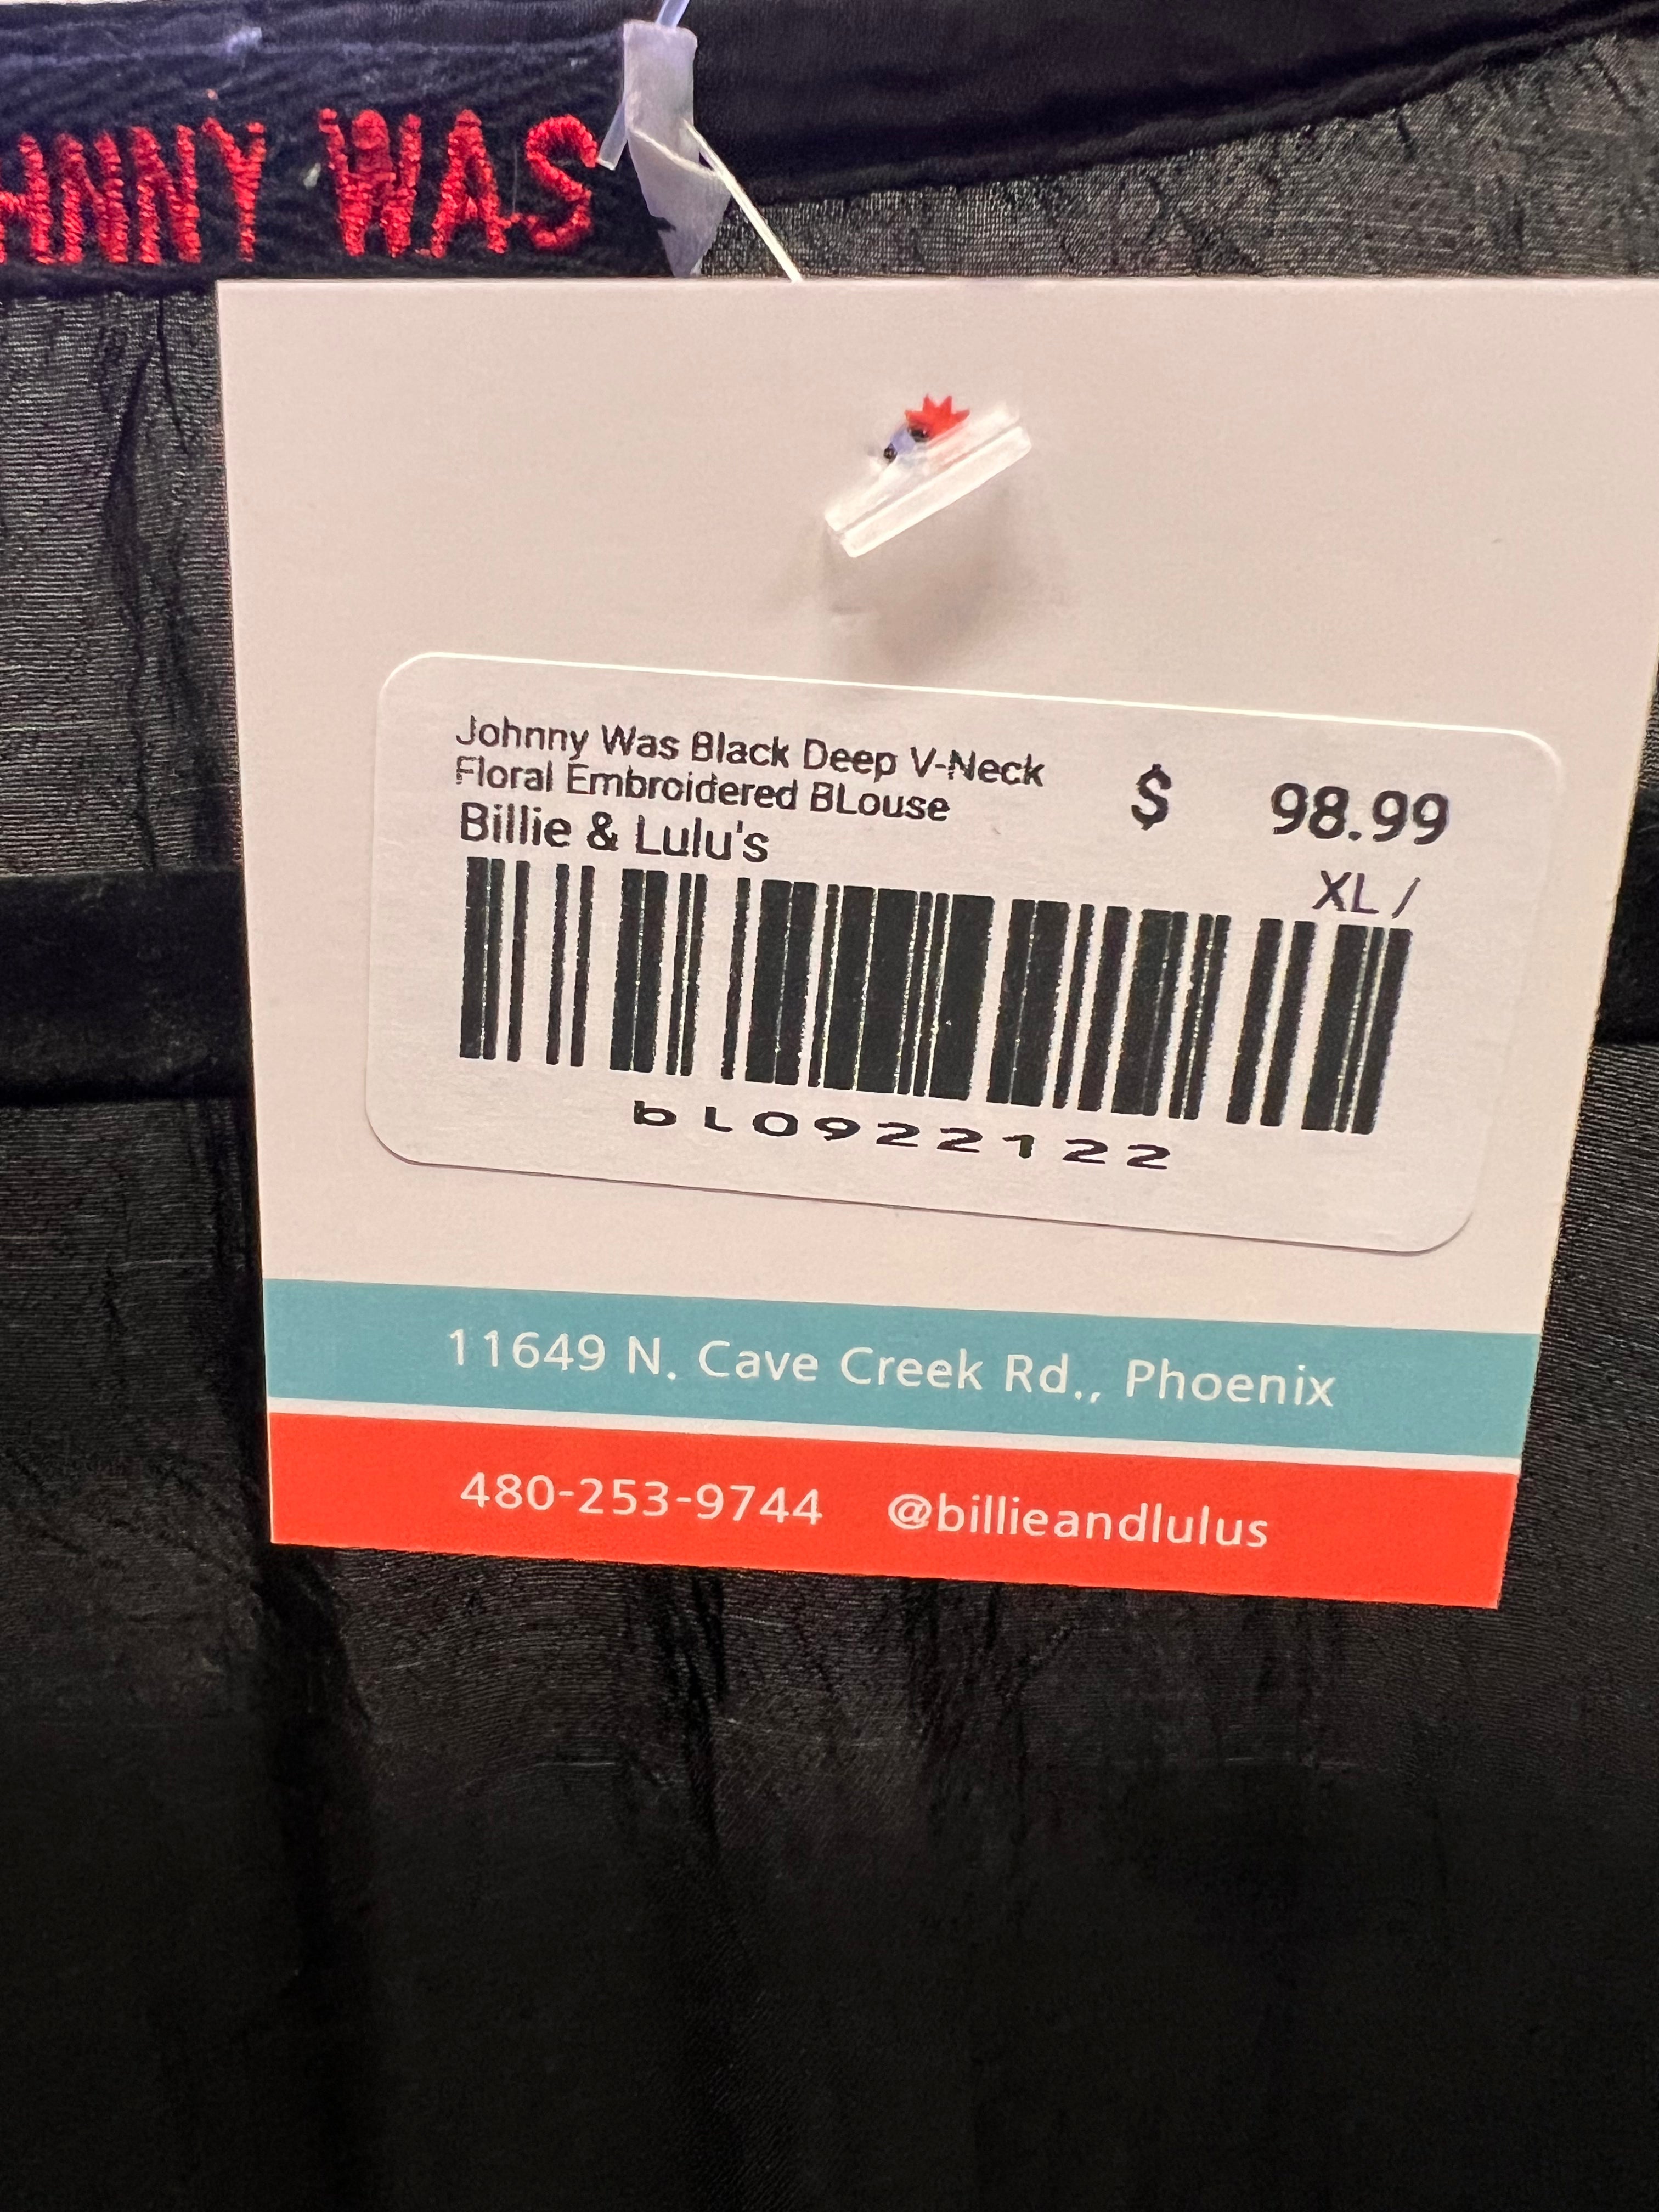 HNNY WAS
Johnny Was Black Deep V-Neck
Floral Embroidered BLouse
Billie & Lulu's
$ 98.99
XL /
bL0922122
11649 N. Cave Creek Rd., Phoenix
480-253-9744 @billieandlulus